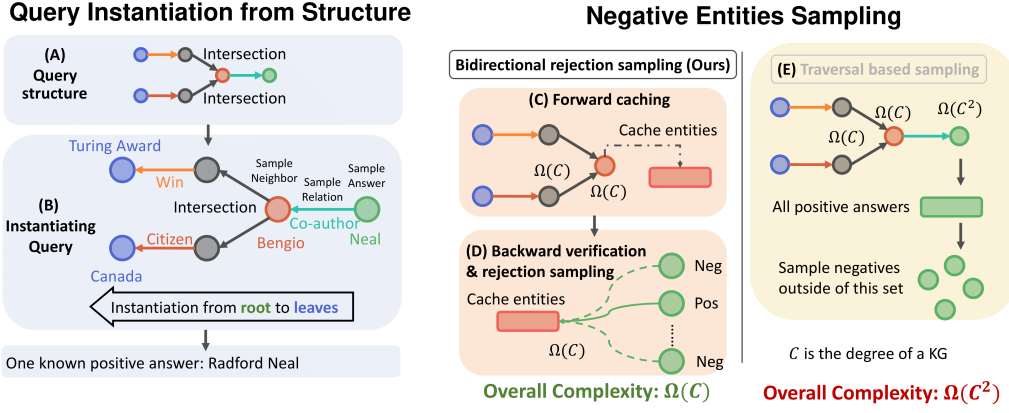 Query Instantiation from Structure
(A)
Query
structure
Intersection
Intersection
Turing Award
Win
Sample
Neighbor
Sample
Relation
Sample
Answer
(B)
Instantiating
Query
Intersection
Co-author
Bengio
Neal
Citizen
Canada
Instantiation from root to leaves
One known positive answer: Radford Neal
Negative Entities Sampling
Bidirectional rejection sampling (Ours)
(C) Forward caching
Cache entities
Ω(C)
Ω(C)
(D) Backward verification
& rejection sampling
Cache entities
Ω(C)
Neg
Pos
Neg
Overall Complexity: Ω(C)
(E) Traversal based sampling
Ω(C)
Ω(C²)
Ω(C)
All positive answers
Sample negatives
outside of this set
C is the degree of a KG
Overall Complexity: Ω(C²)